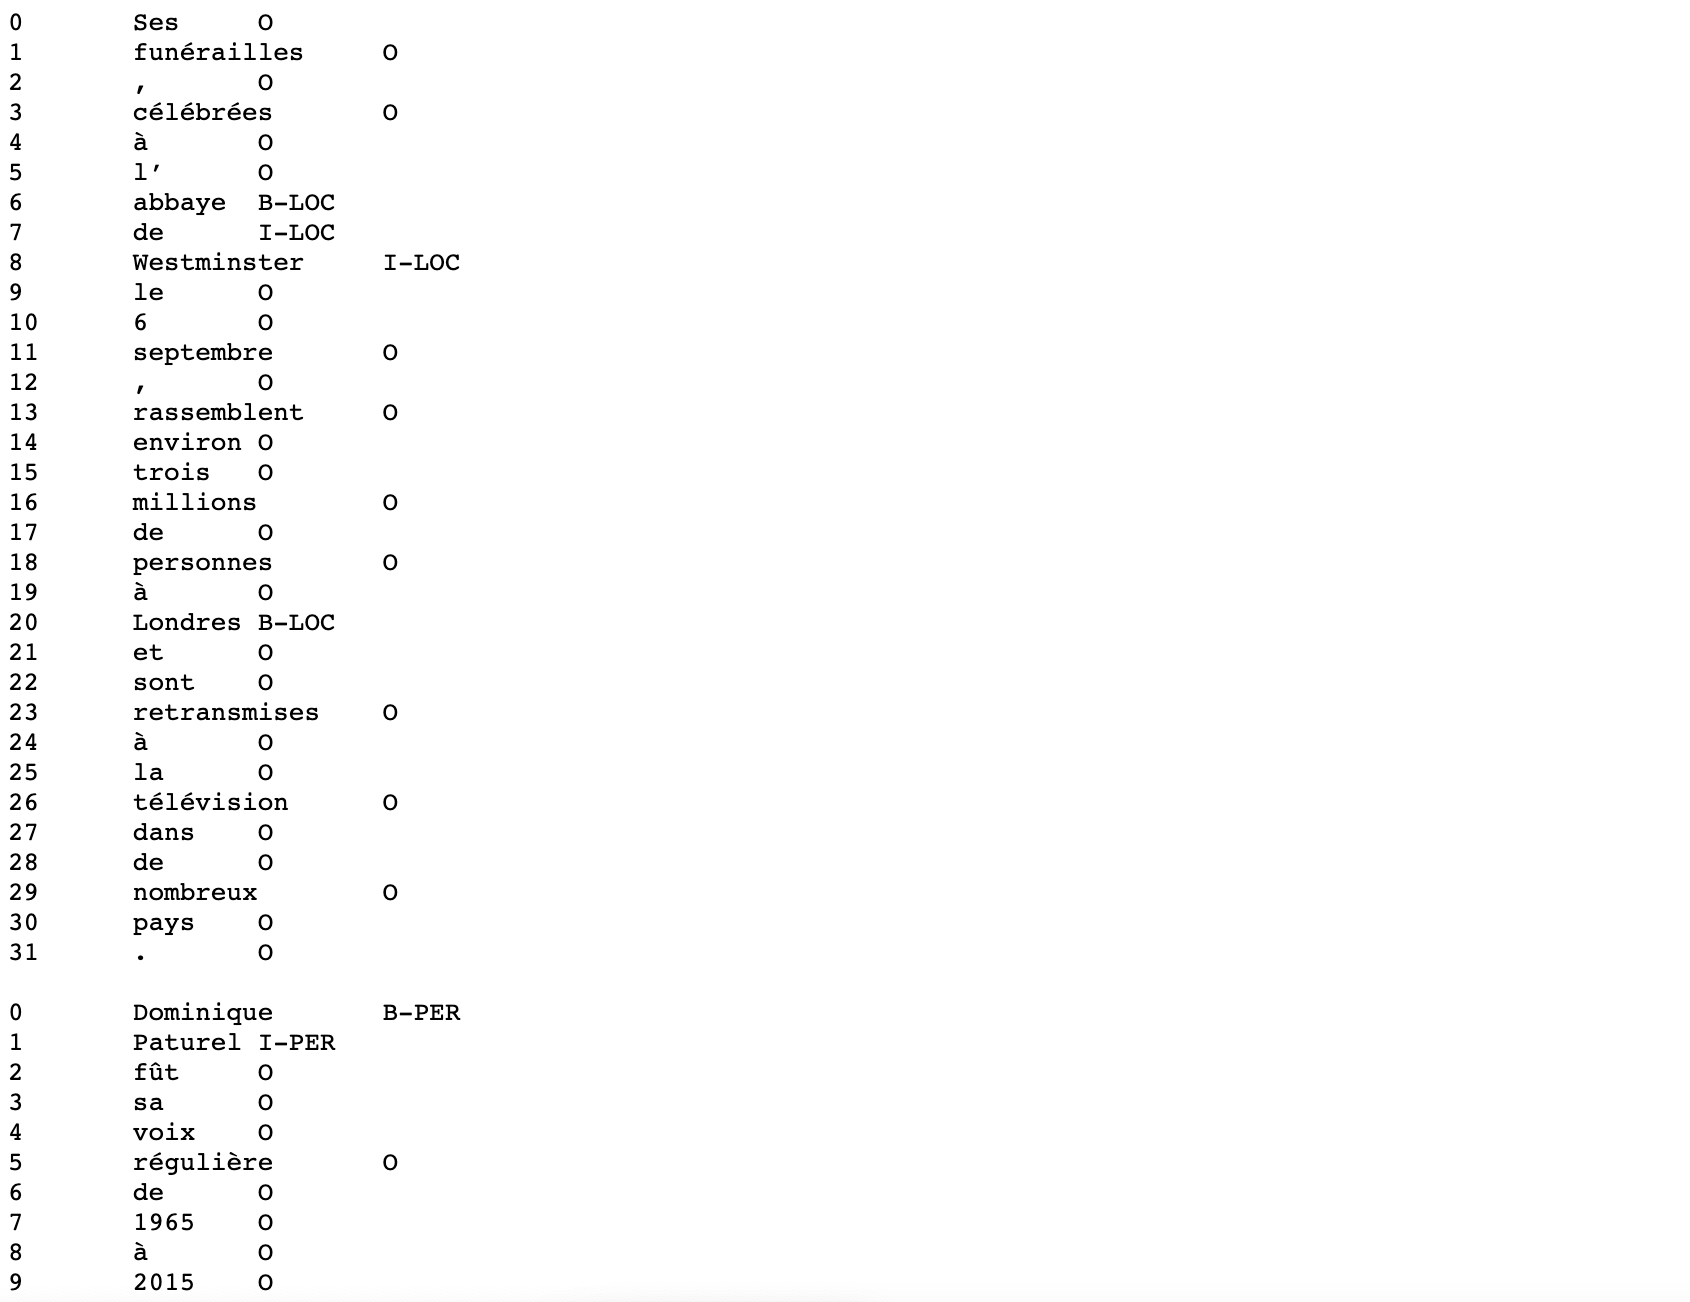 0 Ses O
1 funérailles O
2 , O
3 célébrées O
4 à O
5 l’ O
6 abbaye B-LOC
7 de I-LOC
8 Westminster I-LOC
9 le O
10 6 O
11 septembre O
12 , O
13 rassemblent O
14 environ O
15 trois O
16 millions O
17 de O
18 personnes O
19 à O
20 Londres B-LOC
21 et O
22 sont O
23 retransmises O
24 à O
25 la O
26 télévision O
27 dans O
28 de O
29 nombreux O
30 pays O
31 . O
0 Dominique B-PER
1 Paturel I-PER
2 fût O
3 sa O
4 voix O
5 régulière O
6 de O
7 1965 O
8 à O
9 2015 O